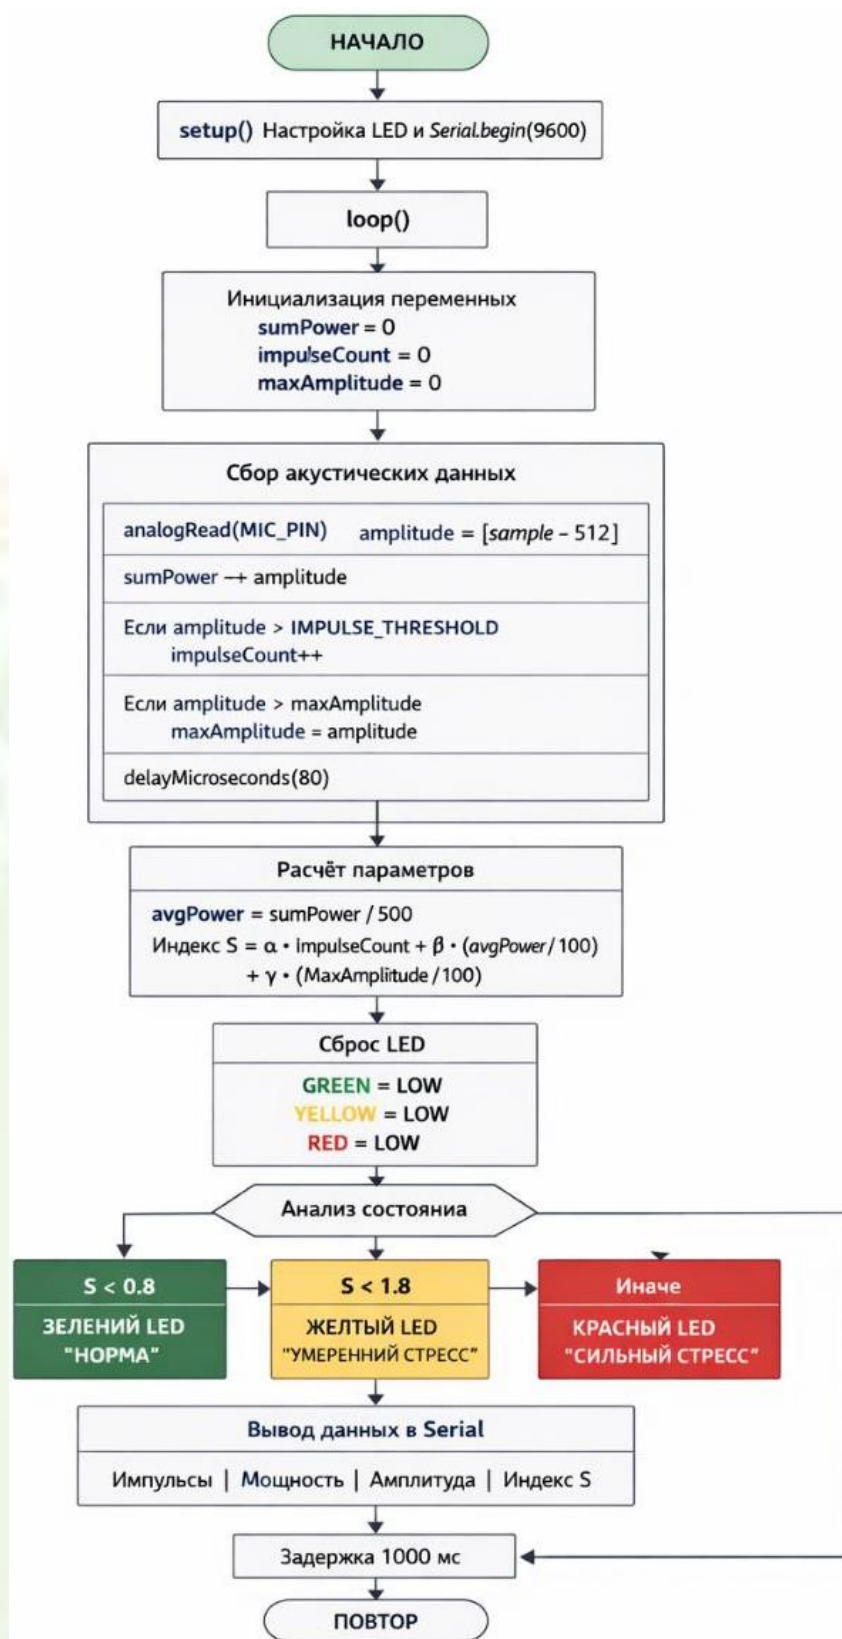 НАЧАЛО
setup() Настройка LED и Serial.begin(9600)
loop()
Инициализация переменных
sumPower = 0
impulseCount = 0
maxAmplitude = 0
Сбор акустических данных
analogRead(MIC_PIN) amplitude = [sample – 512]
sumPower –+ amplitude
Если amplitude > IMPULSE_THRESHOLD
impulseCount++
Если amplitude > maxAmplitude
maxAmplitude = amplitude
delayMicroseconds(80)
Расчёт параметров
avgPower = sumPower / 500
Индекс S = α • ImpulseCount + β • (avgPower/100)
+ γ • (MaxAmplitude/100)
Сброс LED
GREEN = LOW
YELLOW = LOW
RED = LOW
Анализ состояниа
S < 0.8
ЗЕЛЕНИЙ LED
"НОРМА"
S < 1.8
ЖЕЛТЫЙ LED
"УМЕРЕННИЙ СТРЕСС"
Иначе
КРАСНЫЙ LED
"СИЛЬНЫЙ СТРЕСС"
Вывод данных в Serial
Импульсы | Мощность | Амплитуда | Индекс S
Задержка 1000 мс
ПОВТОР